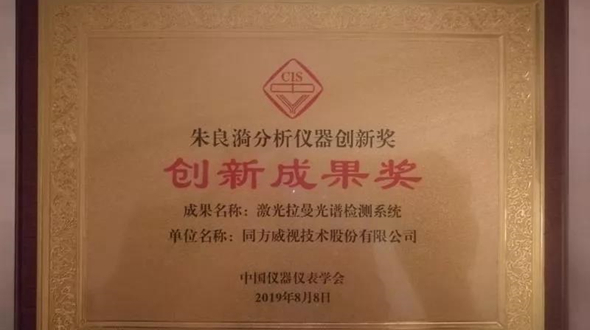 CIS
朱良漪分析仪器创新奖
创新成果奖
成果名称：激光拉曼光谱检测系统
单位名称：同方威视技术股份有限公司
中国仪器仪表学会
2019年8月8日